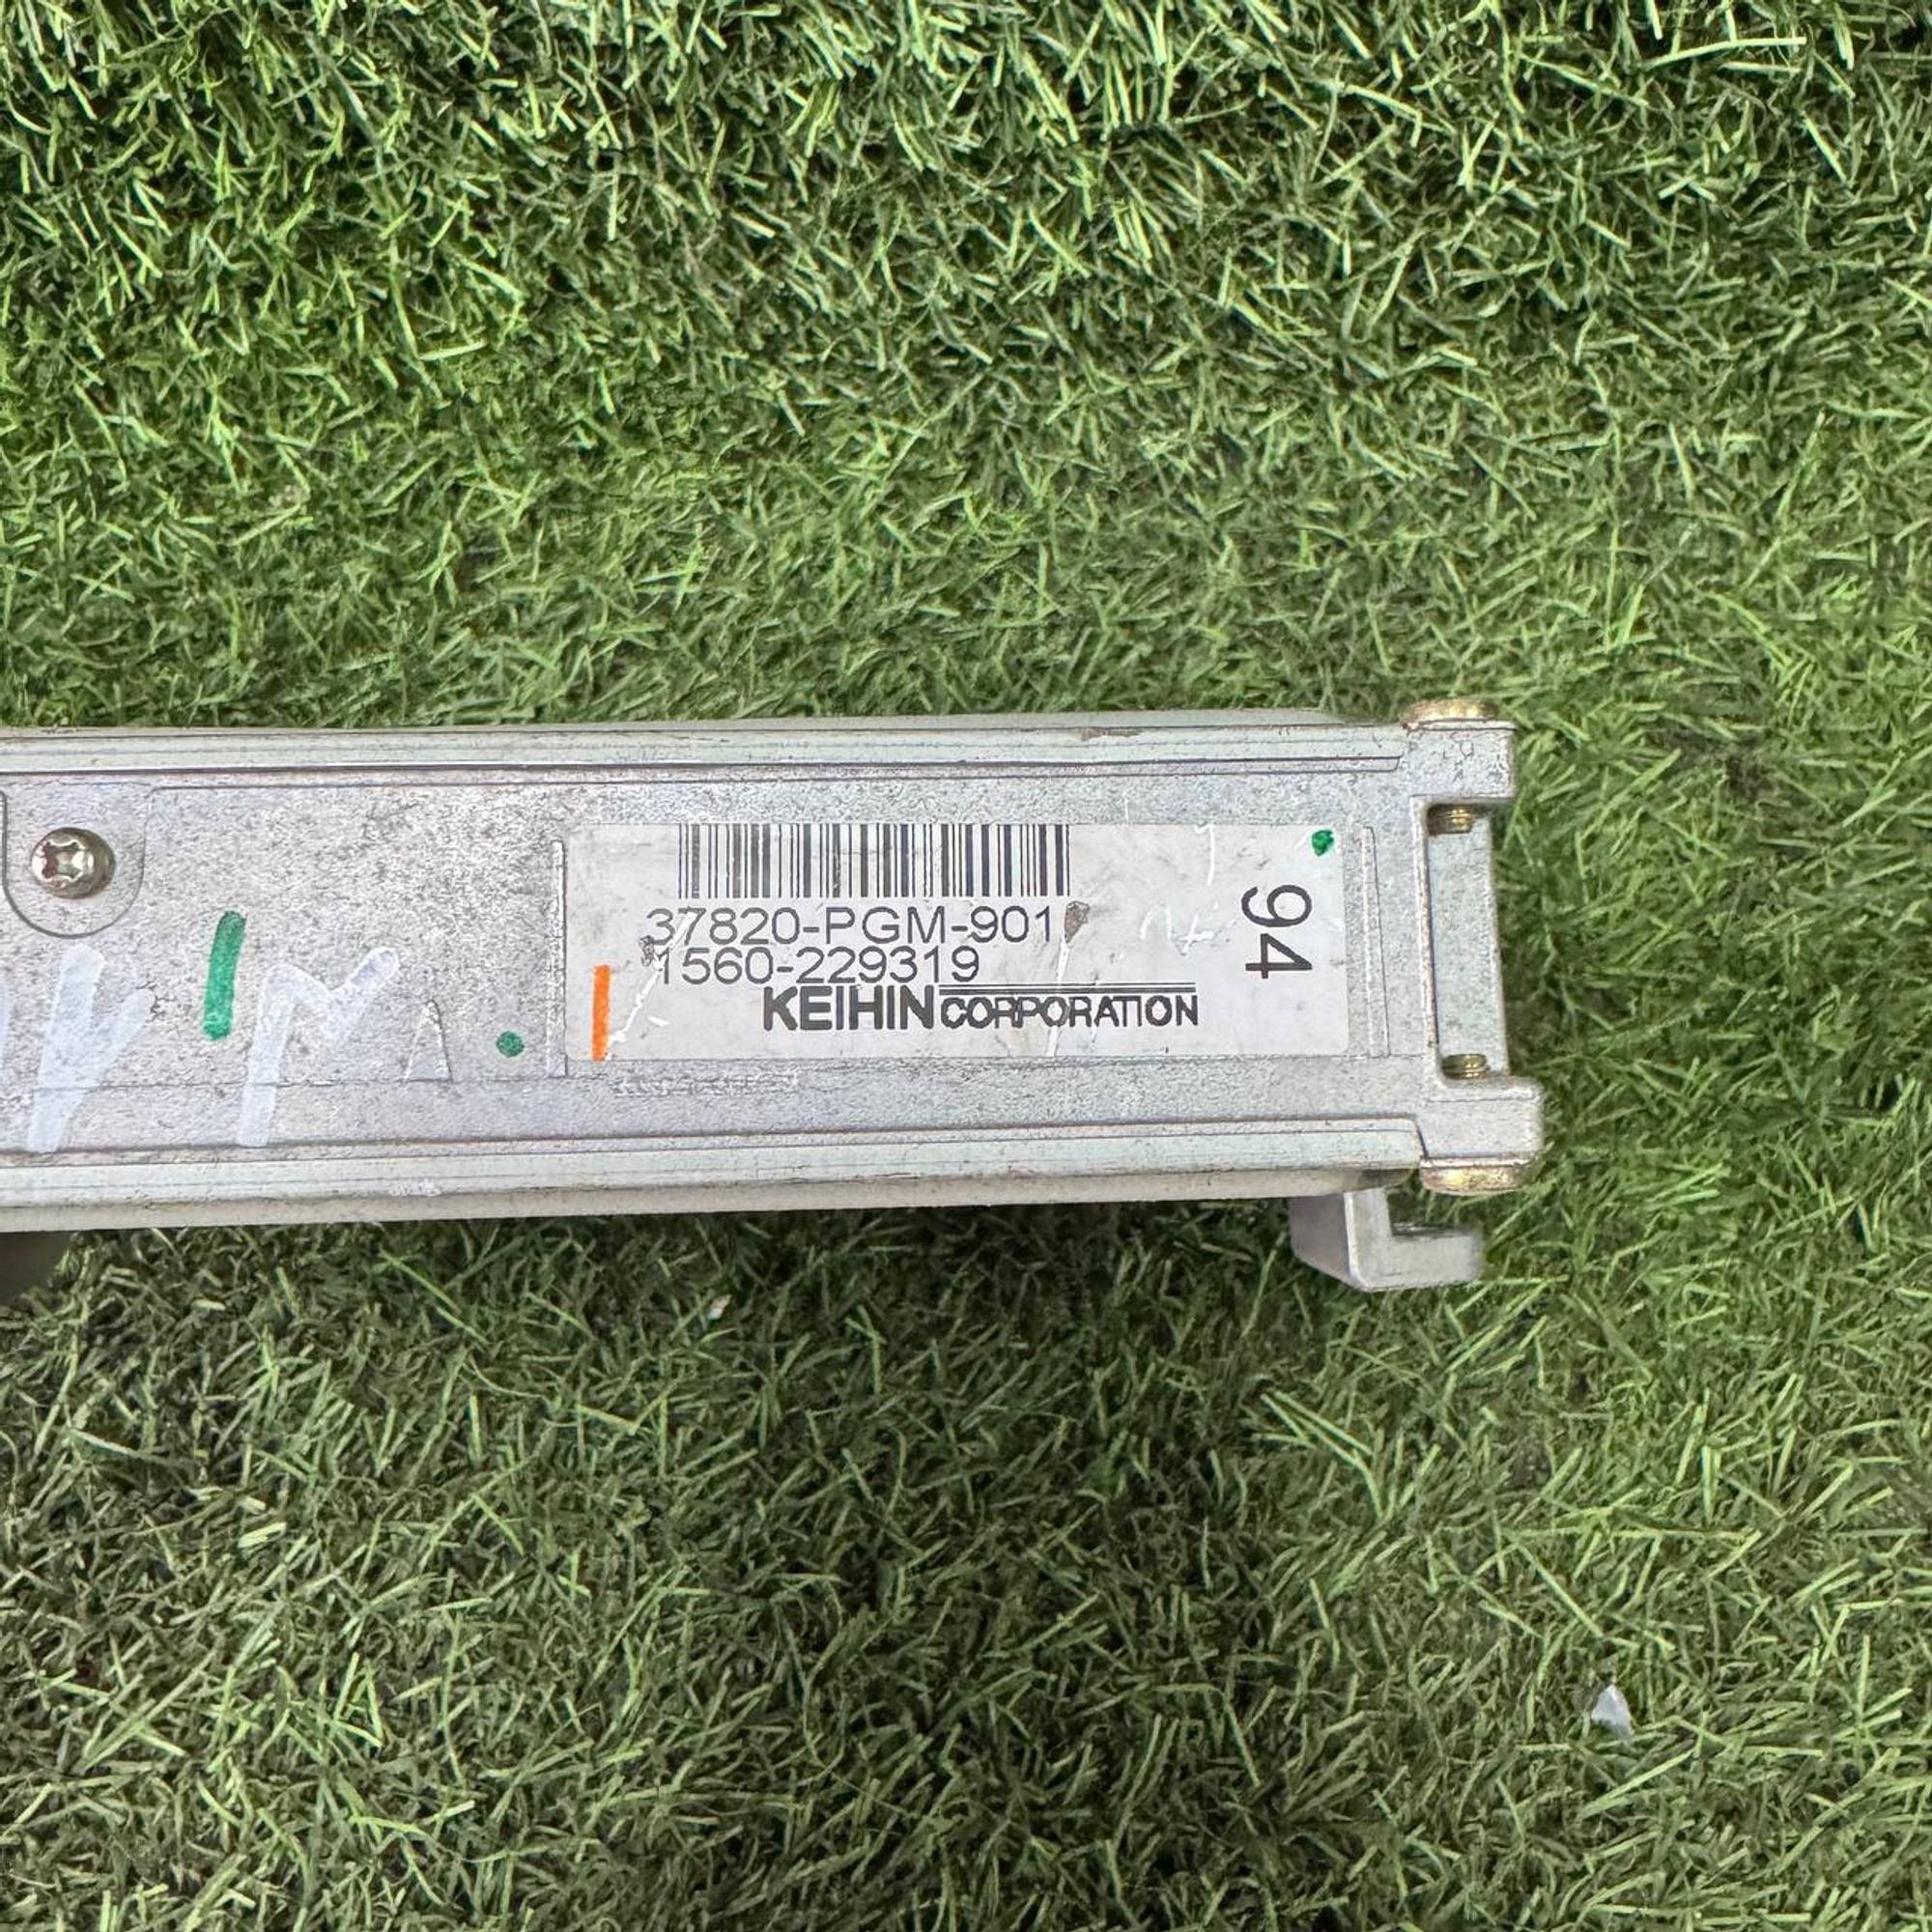 37820-PGM-901
1560-229319
KEIHIN CORPORATION
94